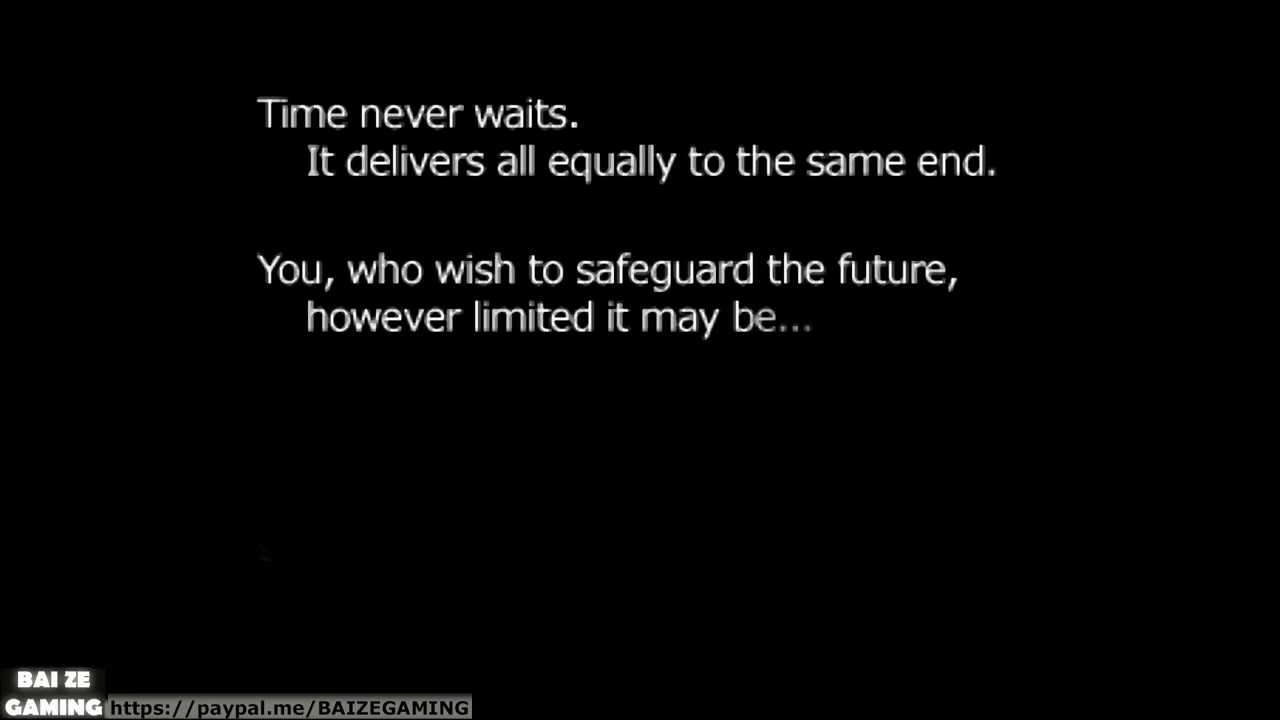 Time never waits.
It delivers all equally to the same end.
You, who wish to safeguard the future,
however limited it may be...
BAI ZE
GAMING
https://paypal.me/BAIZEGAMING